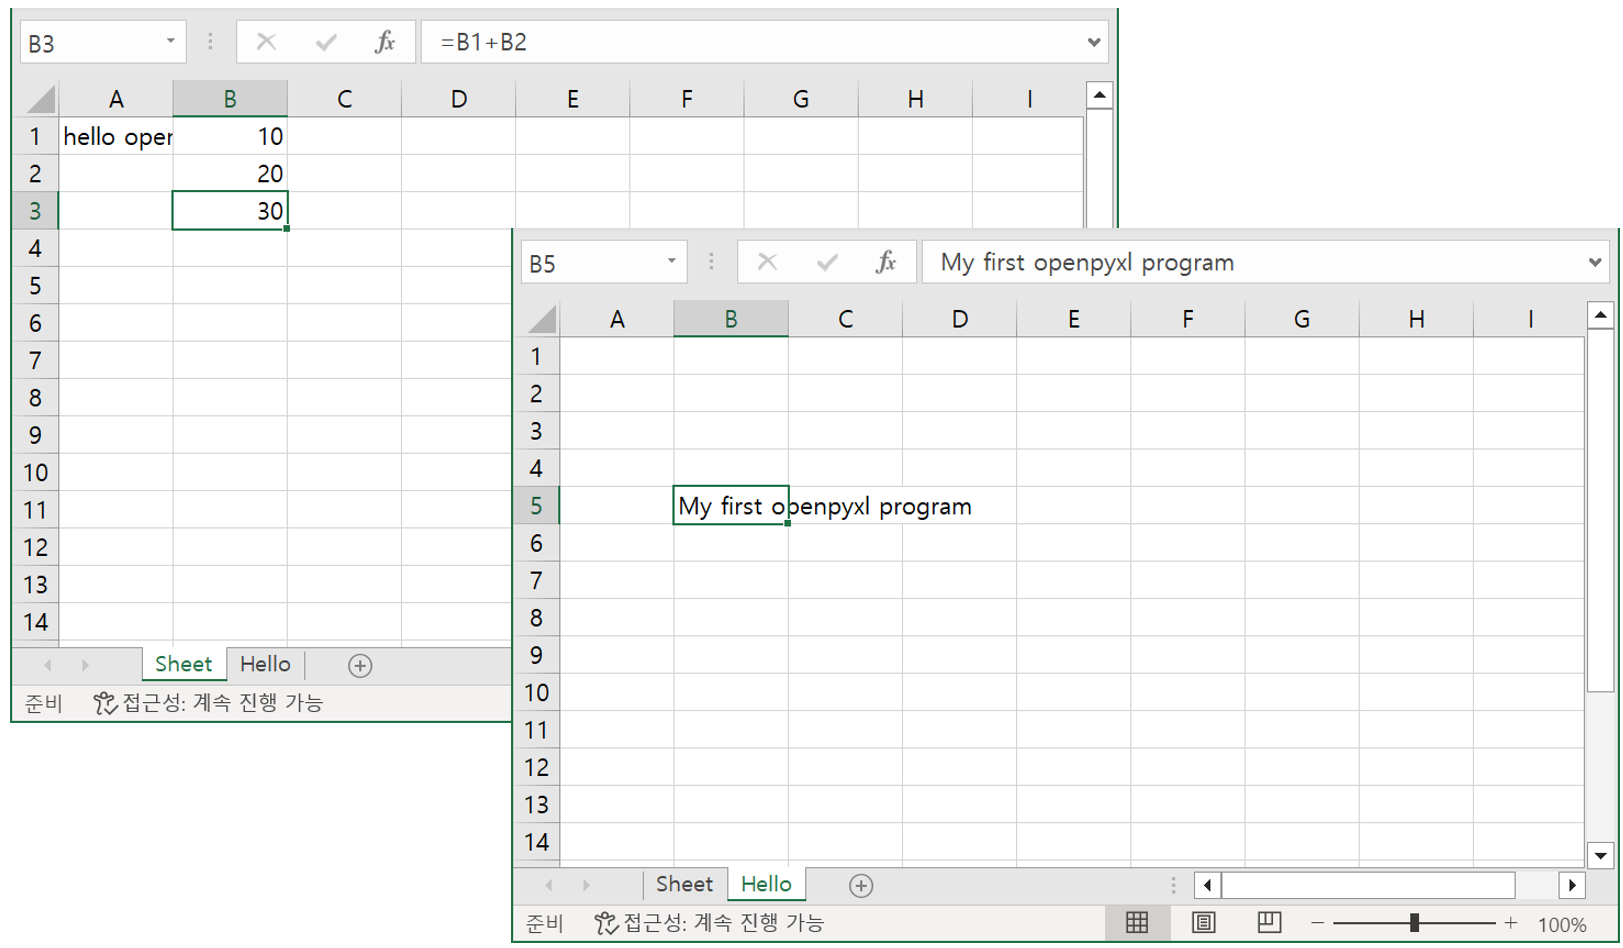 B3 fx =B1+B2
A B C D E F G H I
1 hello oper 10
2 20
3 30
4
5
6
7
8
9
10
11
12
13
14
Sheet Hello
준비 접근성: 계속 진행 가능
B5 fx My first openpyxl program
A B C D E F G H I
1
2
3
4
5 My first openpyxl program
6
7
8
9
10
11
12
13
14
Sheet Hello
준비 접근성: 계속 진행 가능 100%